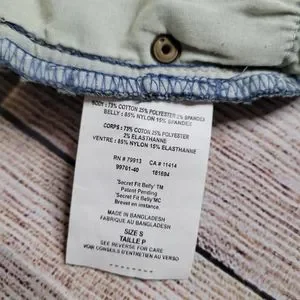 BODY : 73% COTTON 25% POLYESTER 2% SPANDEX
BELLY : 85% NYLON 15% SPANDEX
CORPS : 73% COTON 25% POLYESTER
2% ELASTHANNE
VENTRE : 85% NYLON 15% ELASTHANNE
RN # 79913 CA # 11414
99761-40 181694
'Secret Fit Belly' TM
Patent Pending
'Secret Fit Belly' MC
Brevet en instance.
MADE IN BANGLADESH
FABRIQUE AU BANGLADESH
SIZE S
TAILLE P
SEE REVERSE FOR CARE
VOIR CONSIELS D'ENTRETIEN AU VERSO